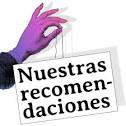 Nuestras
recomen-
daciones